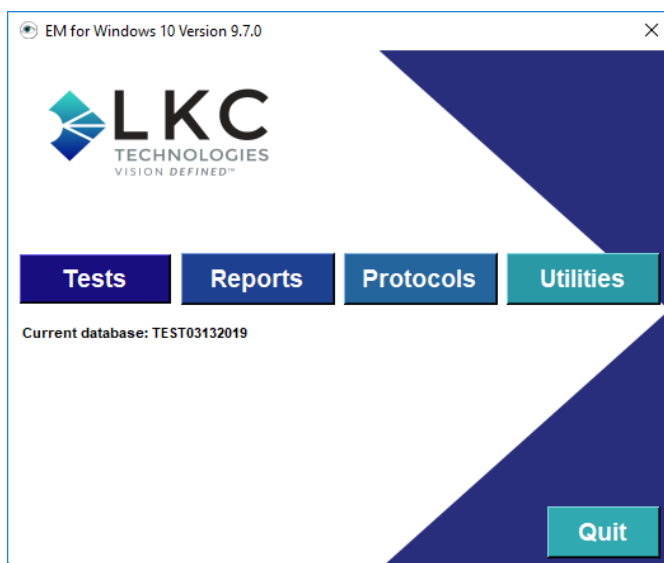 EM for Windows 10 Version 9.7.0
LKC
TECHNOLOGIES
VISION DEFINED™
Tests Reports Protocols Utilities
Current database: TEST03132019
Quit